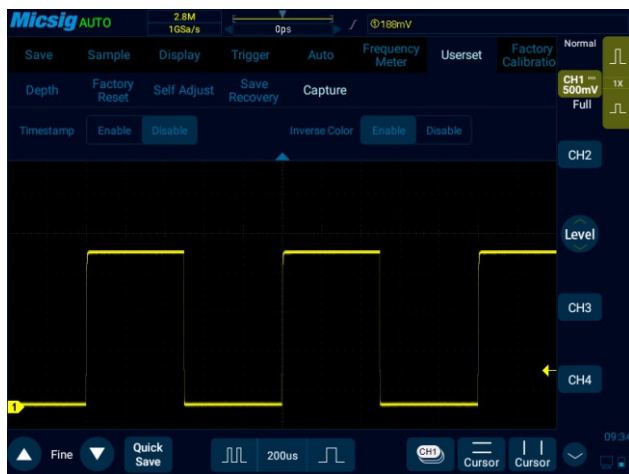 Micsig AUTO
2.8M
1GSa/s
0ps
①188mV
Save
Sample
Display
Trigger
Auto
Frequency
Meter
Userset
Factory
Calibratio
Normal
Depth
Factory
Reset
Self Adjust
Save
Recovery
Capture
CH1
500mV
Full
1X
Timestamp
Enable
Disable
Inverse Color
Enable
Disable
CH2
Level
CH3
CH4
1
Fine
Quick
Save
200us
CH1
Cursor
Cursor
09:34